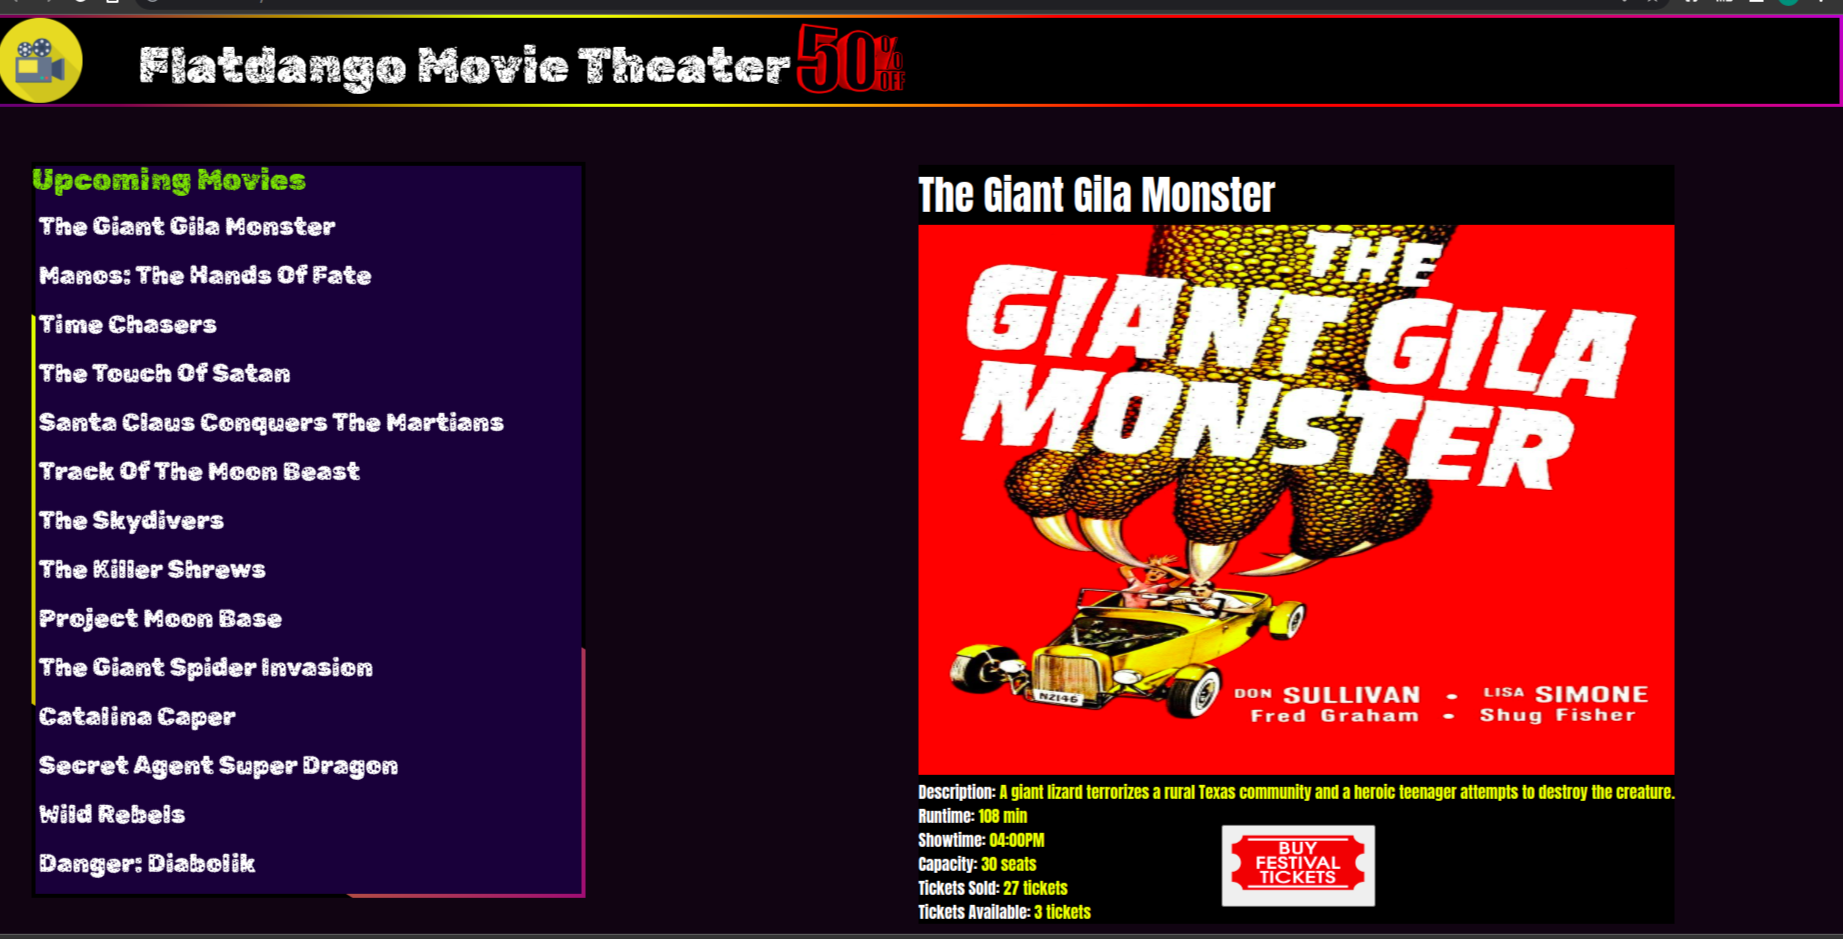 Flatdango Movie Theater 50% OFF
Upcoming Movies
The Giant Gila Monster
Manos: The Hands Of Fate
Time Chasers
The Touch Of Satan
Santa Claus Conquers The Martians
Track Of The Moon Beast
The Skydivers
The Killer Shrews
Project Moon Base
The Giant Spider Invasion
Catalina Caper
Secret Agent Super Dragon
Wild Rebels
Danger: Diabolik
The Giant Gila Monster
THE
GIANT GILA
MONSTER
N2146
DON SULLIVAN • LISA SIMONE
Fred Graham • Shug Fisher
Description: A giant lizard terrorizes a rural Texas community and a heroic teenager attempts to destroy the creature.
Runtime: 108 min
Showtime: 04:00PM
Capacity: 30 seats
Tickets Sold: 27 tickets
Tickets Available: 3 tickets
BUY
FESTIVAL
TICKETS